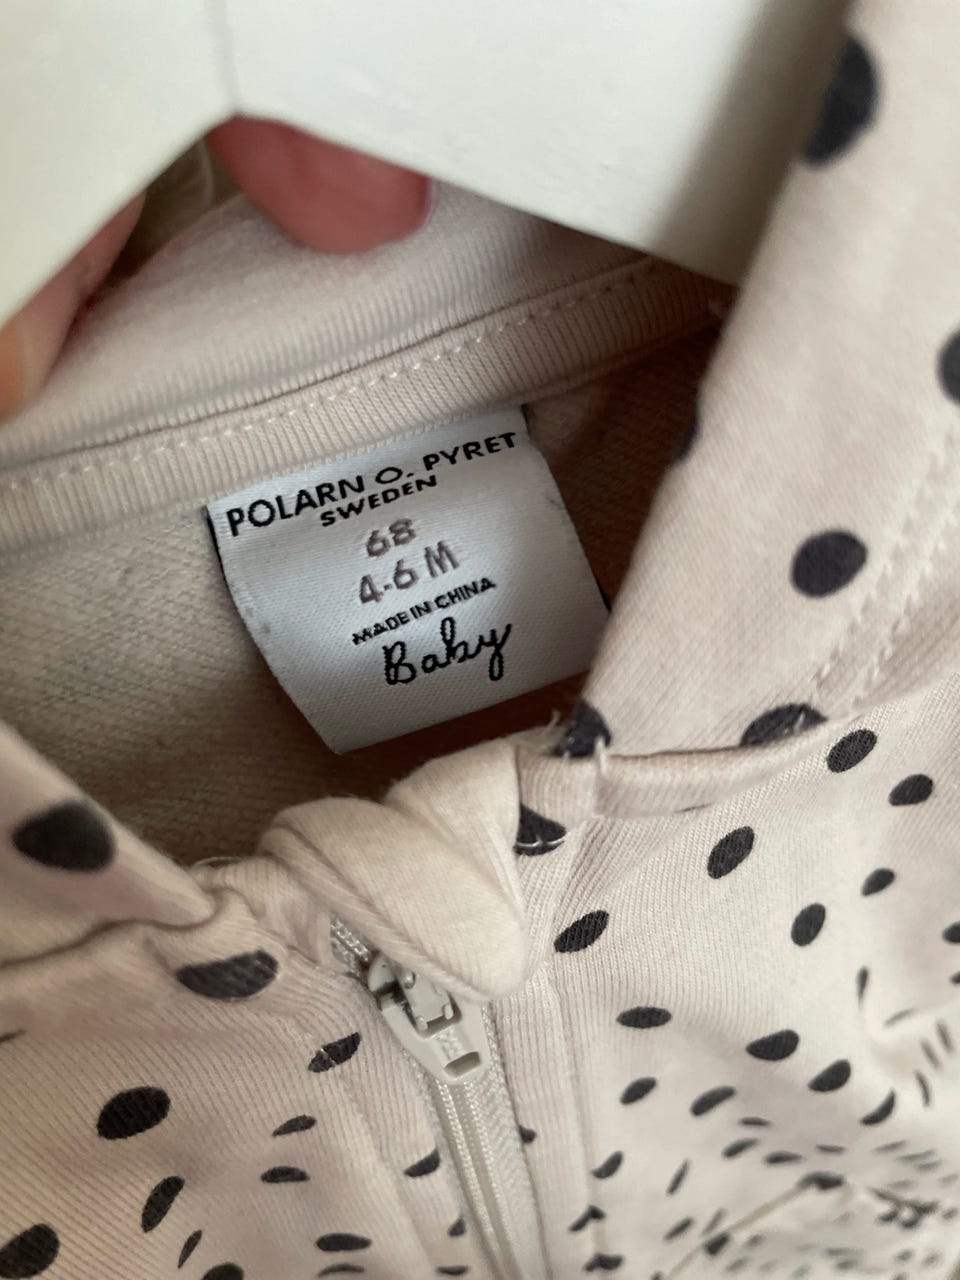 POLARN O. PYRET
SWEDEN
68
4-6 M
MADE IN CHINA
Baby